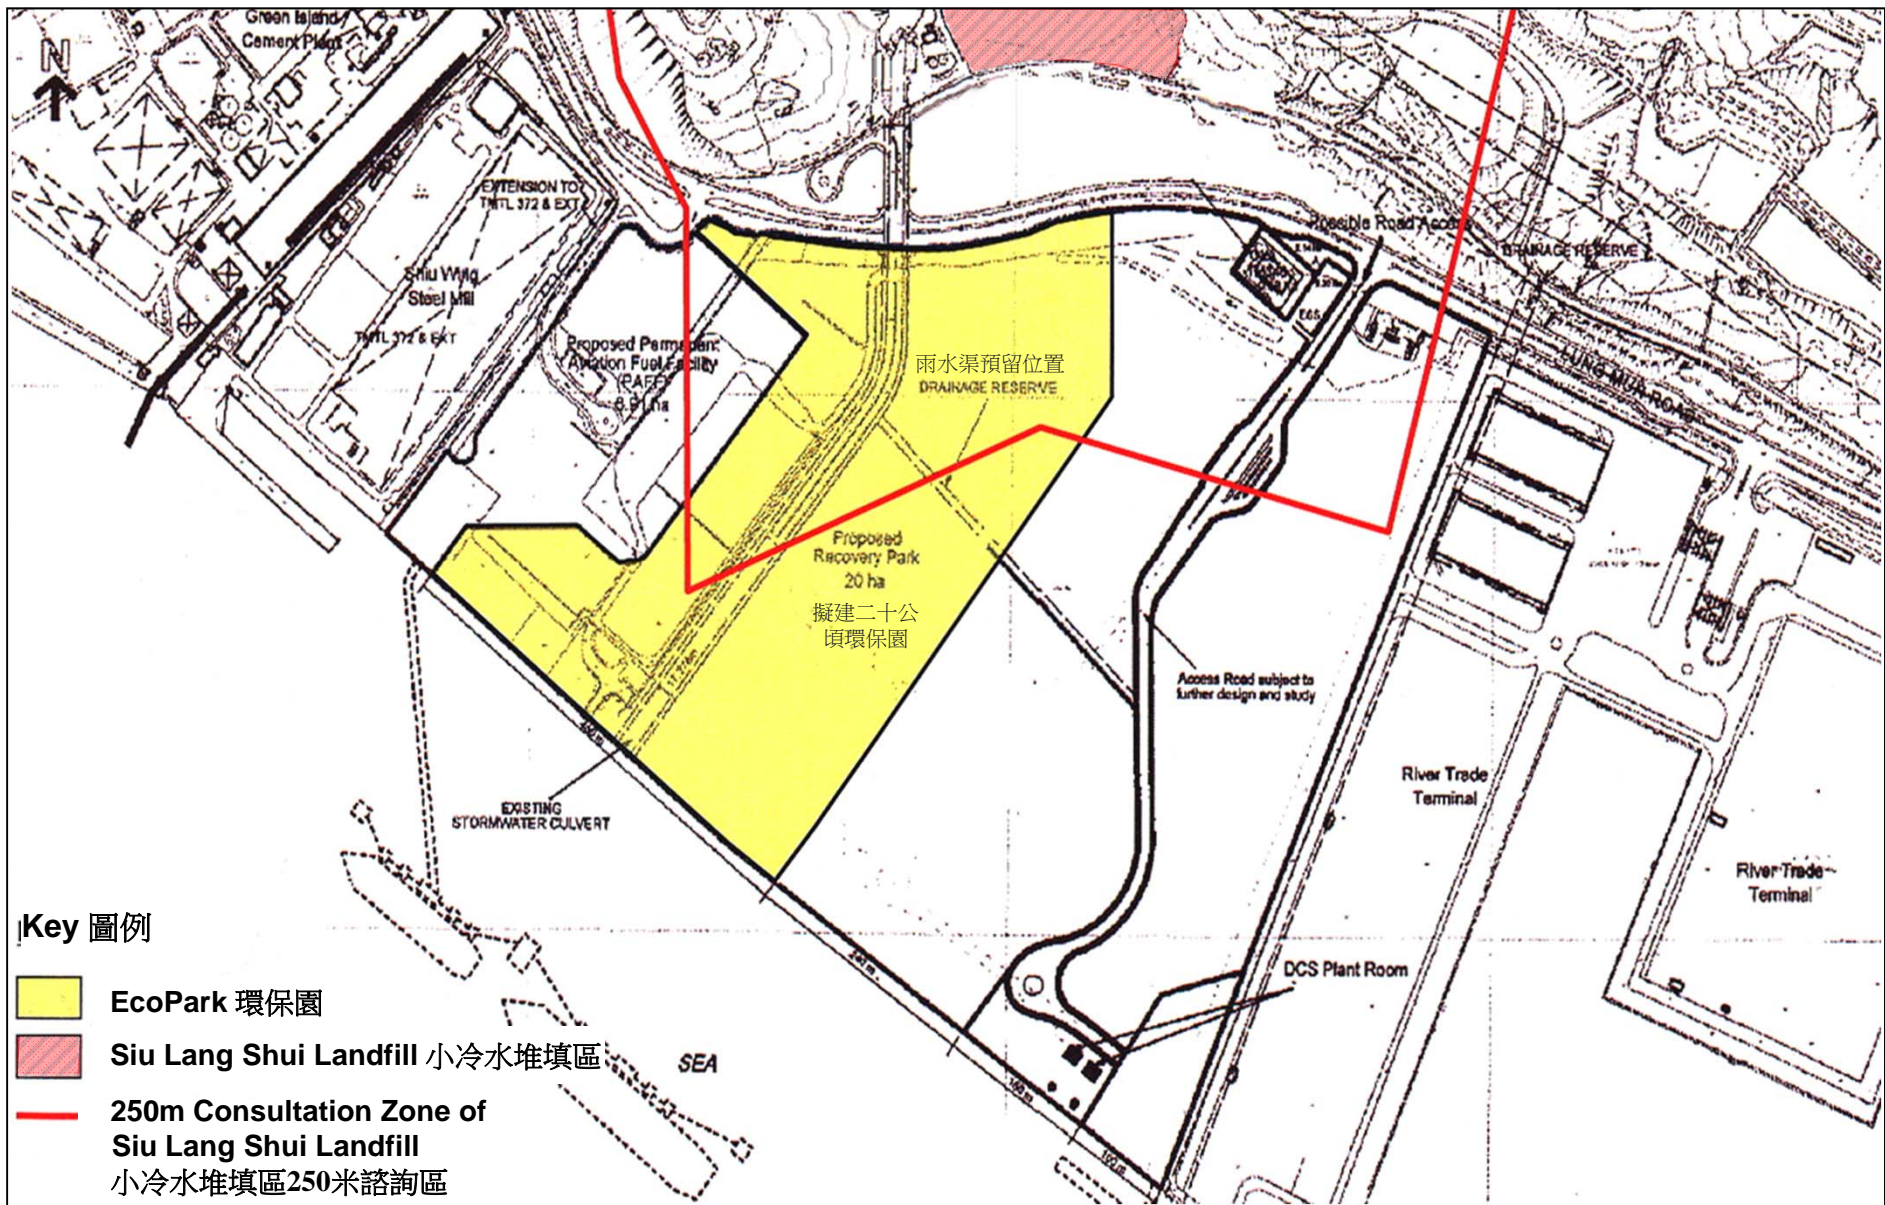 Green Island
Cement Plant
N
EXTENSION TO
TMTL 372 & EXT
Possible Road Access
DRAINAGE RESERVE
Shiu Wing
Steel Mill
TMTL 372 & EXT
Proposed Permanent
Aviation Fuel Facility
(PAFF)
EGS
雨水渠預留位置
DRAINAGE RESERVE
LUNG MUN ROAD
Proposed
Recovery Park
20 ha
擬建二十公
頃環保園
Access Road subject to
further design and study
EXISTING
STORMWATER CULVERT
River Trade
Terminal
River Trade
Terminal
240 m
DCS Plant Room
160 m
100 m
SEA
Key 圖例
EcoPark 環保園
Siu Lang Shui Landfill 小冷水堆填區
250m Consultation Zone of
Siu Lang Shui Landfill
小冷水堆填區250米諮詢區